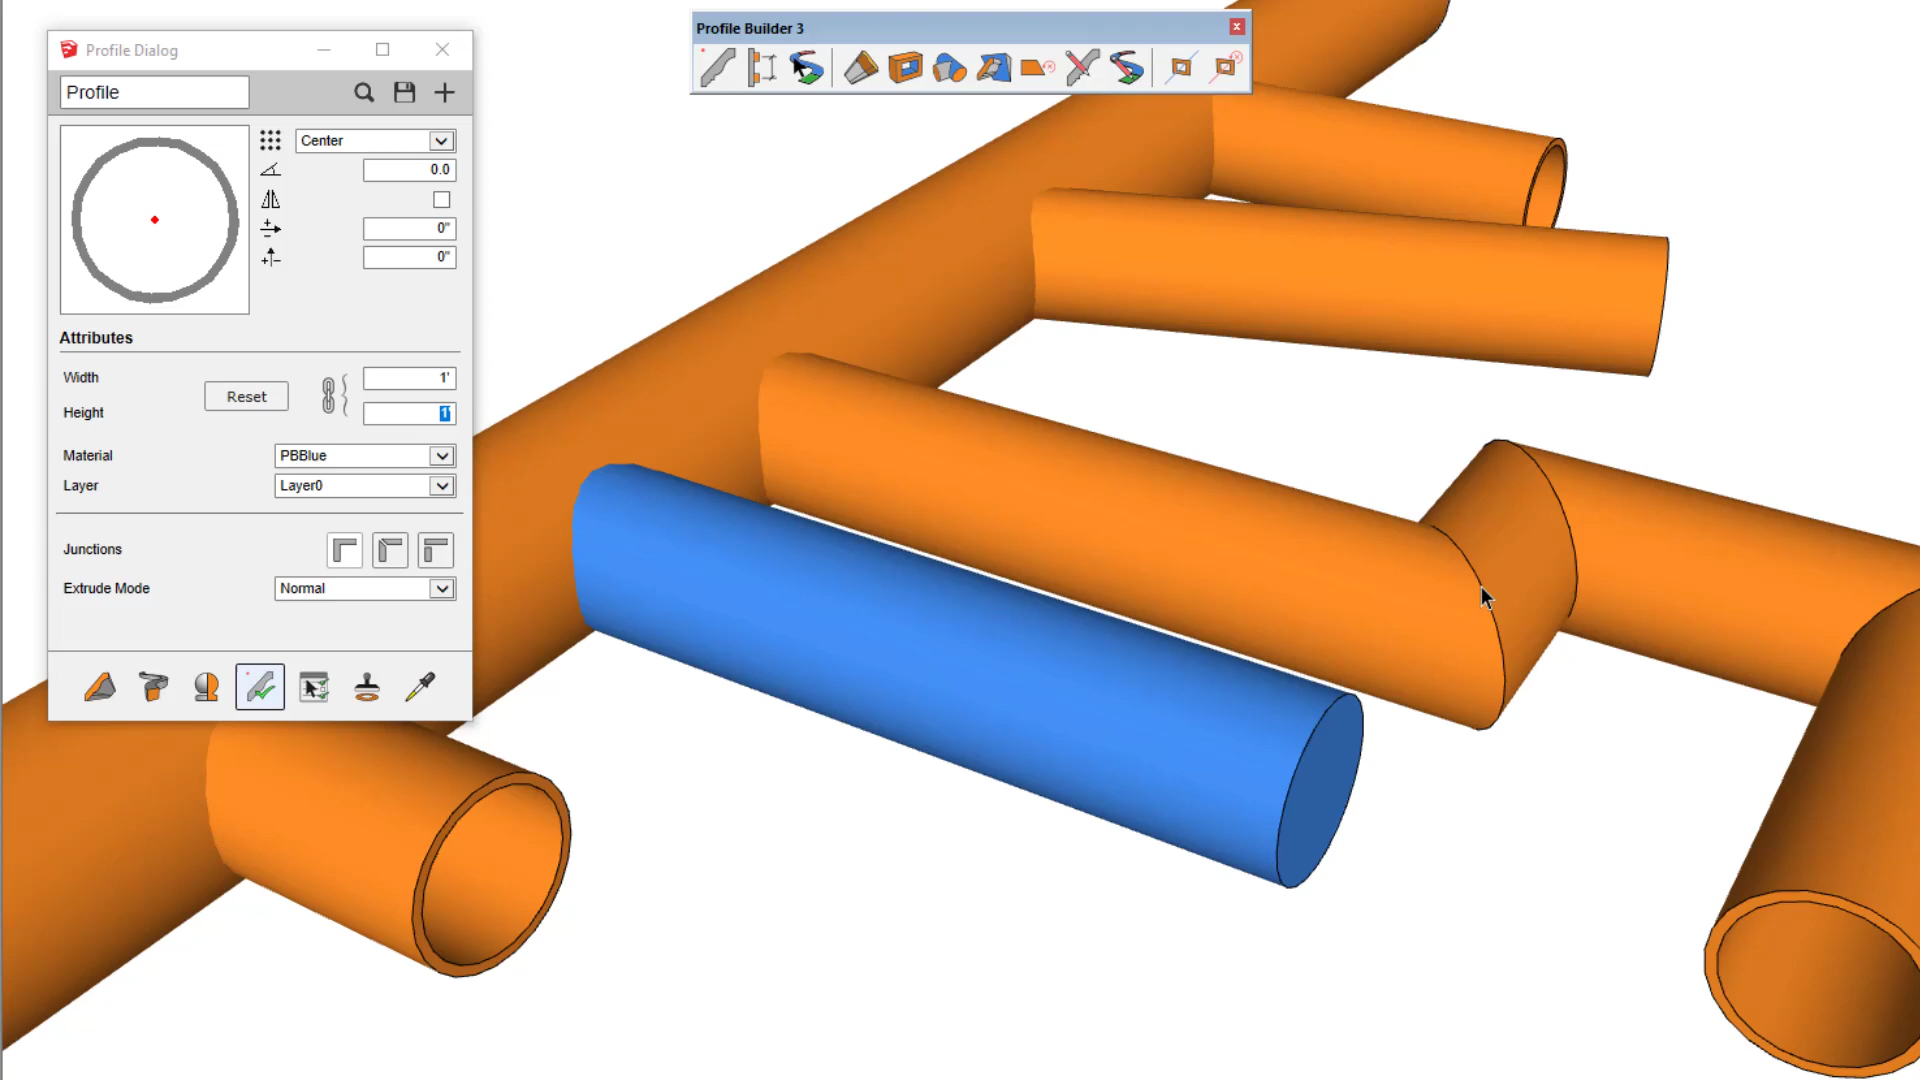 Profile Builder 3
Profile Dialog
Profile
Center
0.0
0"
0"
Attributes
Width
1'
Reset
Height
1'
Material
PBBlue
Layer
Layer0
Junctions
Extrude Mode
Normal